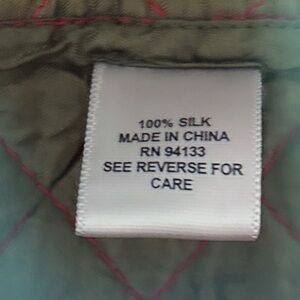 100% SILK
MADE IN CHINA
RN 94133
SEE REVERSE FOR
CARE